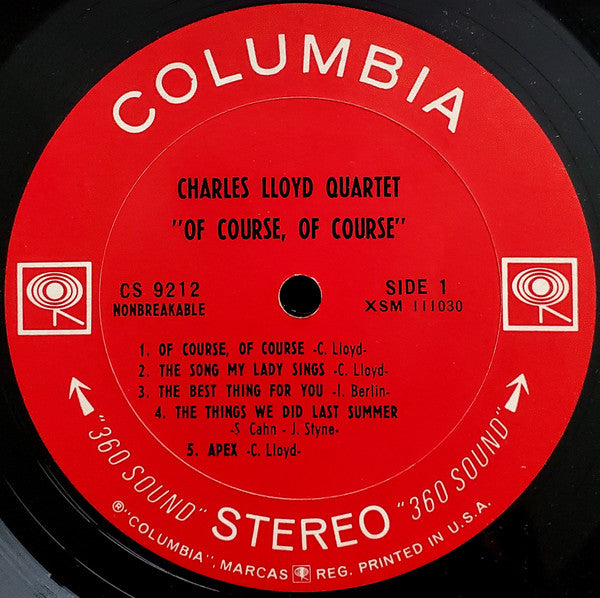 COLUMBIA
CHARLES LLOYD QUARTET
"OF COURSE, OF COURSE"
CS 9212
NONBREAKABLE
SIDE 1
XSM 111030
1. OF COURSE, OF COURSE -C. Lloyd-
2. THE SONG MY LADY SINGS -C. Lloyd-
3. THE BEST THING FOR YOU -I. Berlin-
4. THE THINGS WE DID LAST SUMMER
-S. Cahn - J. Styne-
5. APEX -C. Lloyd-
"360 SOUND" STEREO "360 SOUND"
®"COLUMBIA", MARCAS REG. PRINTED IN U.S.A.